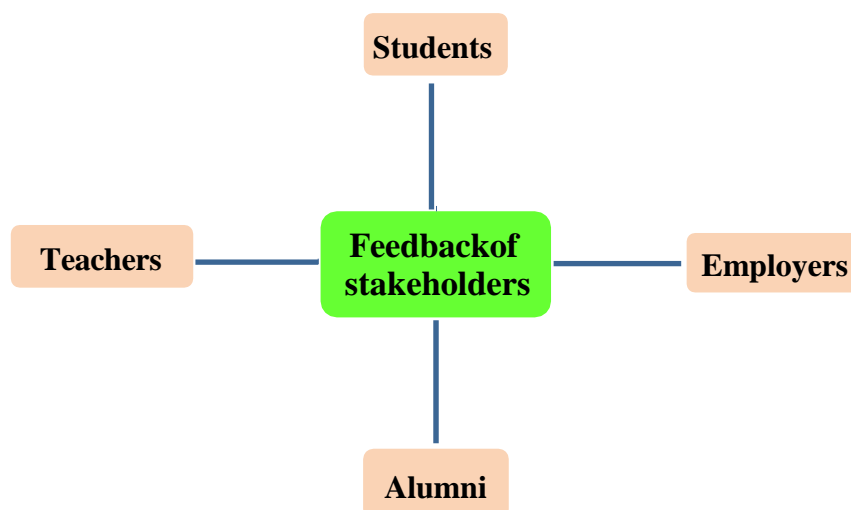 Students
Teachers
Feedbackof
stakeholders
Employers
Alumni